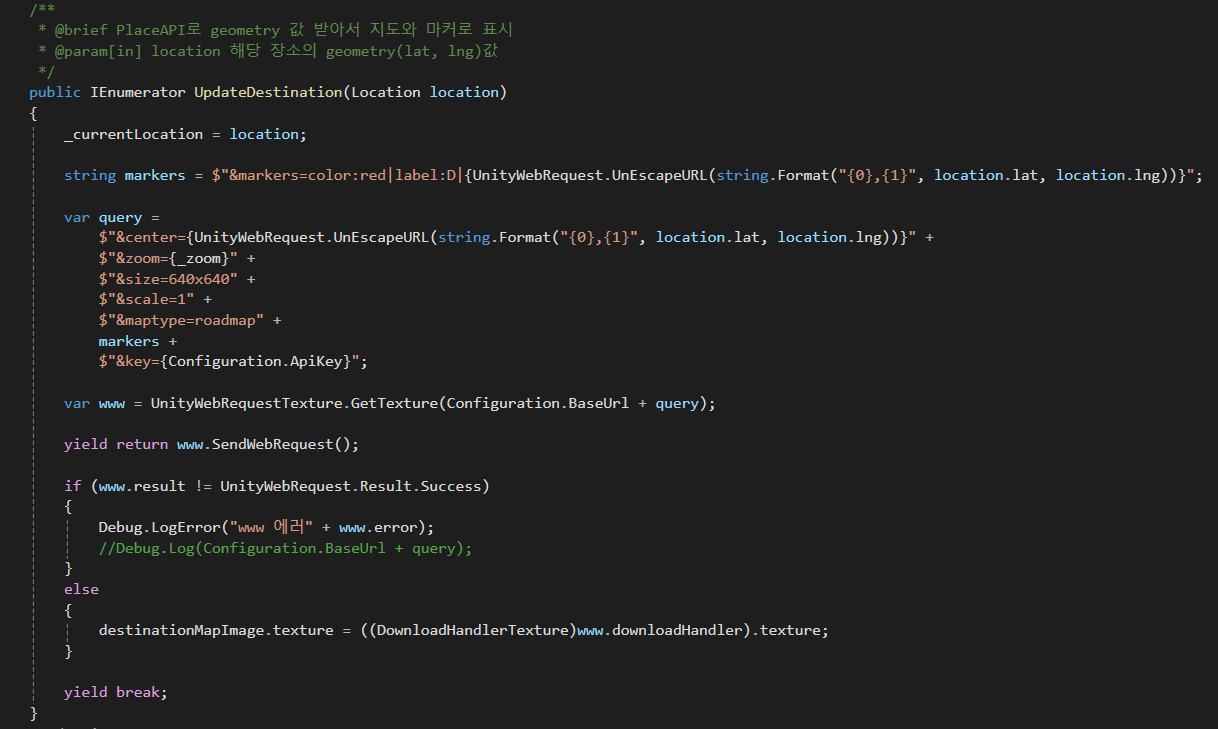 /**
 * @brief PlaceAPI로 geometry 값 받아서 지도와 마커로 표시
 * @param[in] location 해당 장소의 geometry(lat, lng)값
 */
public IEnumerator UpdateDestination(Location location)
{
    _currentLocation = location;

    string markers = $"&markers=color:red|label:D|{UnityWebRequest.UnEscapeURL(string.Format("{0},{1}", location.lat, location.lng))}";

    var query =
        $"&center={UnityWebRequest.UnEscapeURL(string.Format("{0},{1}", location.lat, location.lng))}" +
        $"&zoom={_zoom}" +
        $"&size=640x640" +
        $"&scale=1" +
        $"&maptype=roadmap" +
        markers +
        $"&key={Configuration.ApiKey}";

    var www = UnityWebRequestTexture.GetTexture(Configuration.BaseUrl + query);

    yield return www.SendWebRequest();

    if (www.result != UnityWebRequest.Result.Success)
    {
        Debug.LogError("www 에러" + www.error);
        //Debug.Log(Configuration.BaseUrl + query);
    }
    else
    {
        destinationMapImage.texture = ((DownloadHandlerTexture)www.downloadHandler).texture;
    }

    yield break;
}